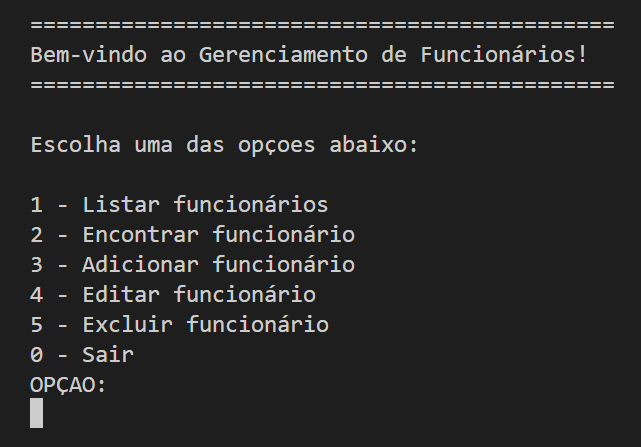 =============================================
Bem-vindo ao Gerenciamento de Funcionários!
=============================================
Escolha uma das opçoes abaixo:
1 - Listar funcionários
2 - Encontrar funcionário
3 - Adicionar funcionário
4 - Editar funcionário
5 - Excluir funcionário
0 - Sair
OPÇAO: